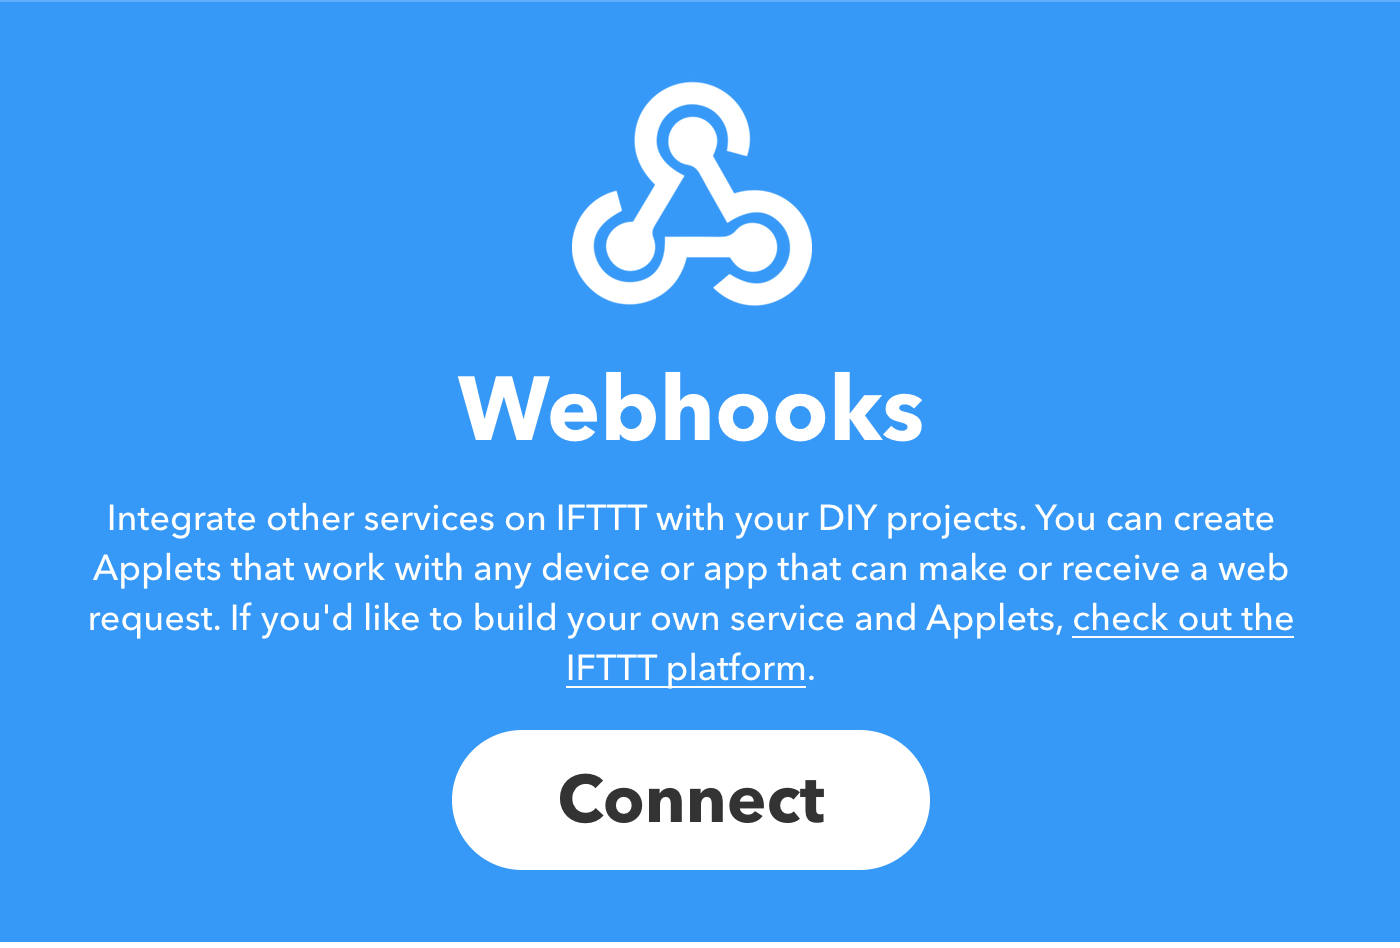 Webhooks
Integrate other services on IFTTT with your DIY projects. You can create
Applets that work with any device or app that can make or receive a web
request. If you'd like to build your own service and Applets, check out the
IFTTT platform.
Connect